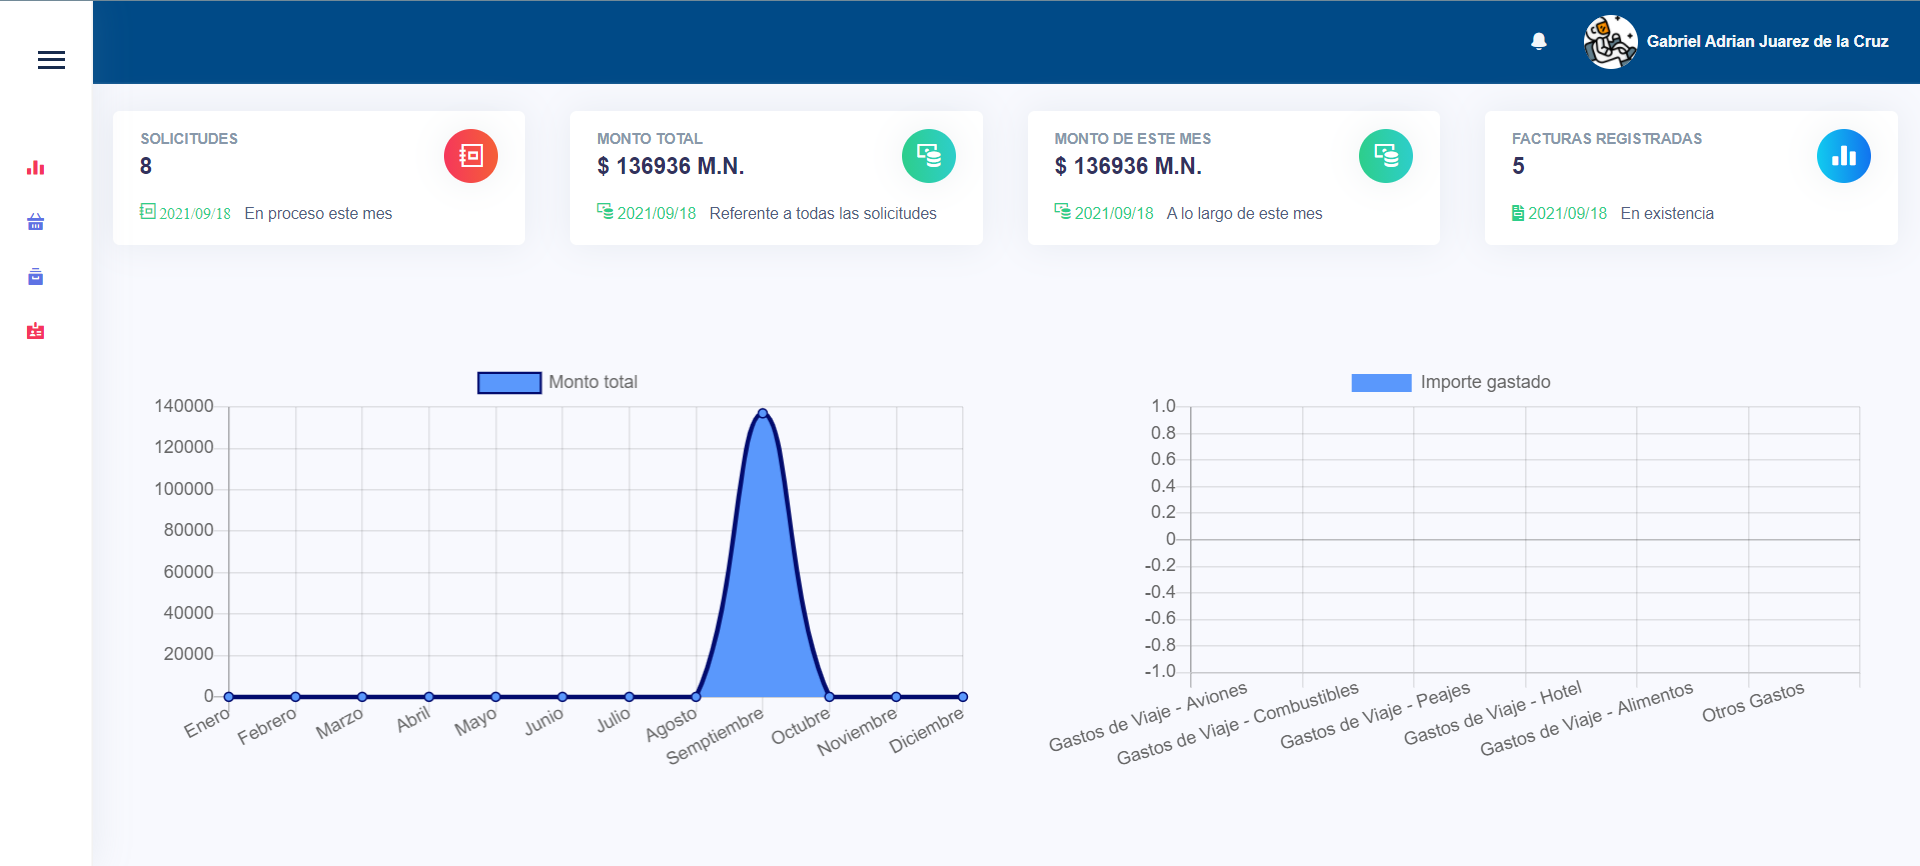 Gabriel Adrian Juarez de la Cruz
SOLICITUDES
8
2021/09/18 En proceso este mes
MONTO TOTAL
$ 136936 M.N.
2021/09/18 Referente a todas las solicitudes
MONTO DE ESTE MES
$ 136936 M.N.
2021/09/18 A lo largo de este mes
FACTURAS REGISTRADAS
5
2021/09/18 En existencia
Monto total
140000
120000
100000
80000
60000
40000
20000
0
Enero
Febrero
Marzo
Abril
Mayo
Junio
Julio
Agosto
Semptiembre
Octubre
Noviembre
Diciembre
Importe gastado
1.0
0.8
0.6
0.4
0.2
0
-0.2
-0.4
-0.6
-0.8
-1.0
Gastos de Viaje - Aviones
Gastos de Viaje - Combustibles
Gastos de Viaje - Peajes
Gastos de Viaje - Hotel
Gastos de Viaje - Alimentos
Otros Gastos